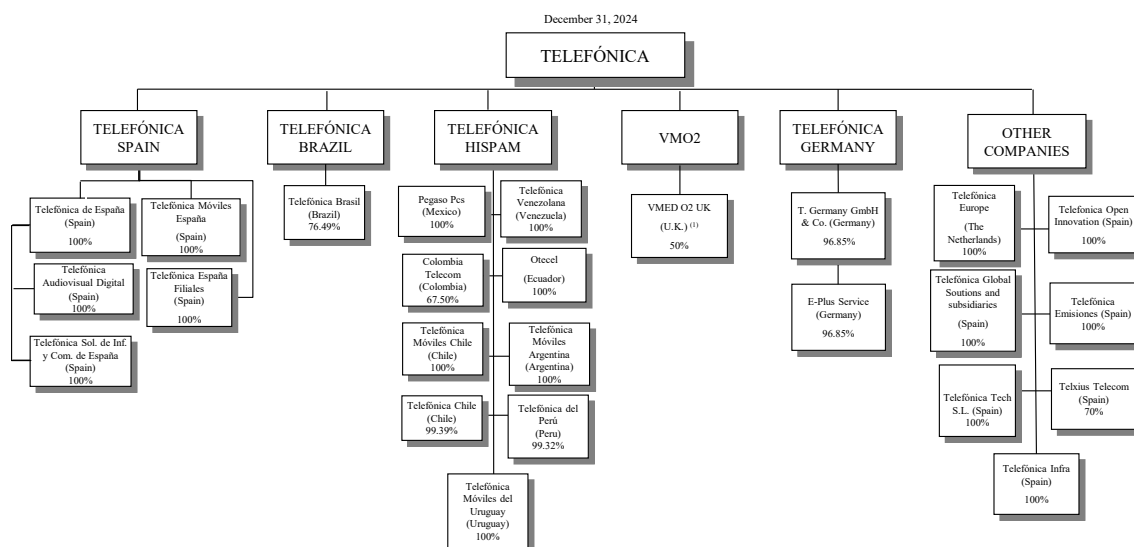 December 31, 2024
TELEFÓNICA
TELEFÓNICA
SPAIN
TELEFÓNICA
BRAZIL
TELEFÓNICA
HISPAM
VMO2
TELEFÓNICA
GERMANY
OTHER
COMPANIES
Telefónica de España
(Spain)
100%
Telefónica Móviles
España
(Spain)
100%
Telefónica
Audiovisual Digital
(Spain)
100%
Telefónica España
Filiales
(Spain)
100%
Telefónica Sol. de Inf.
y Com. de España
(Spain)
100%
Telefónica Brasil
(Brazil)
76.49%
Pegaso Pcs
(Mexico)
100%
Telefónica
Venezolana
(Venezuela)
100%
Colombia
Telecom
(Colombia)
67.50%
Otecel
(Ecuador)
100%
Telefónica
Móviles Chile
(Chile)
100%
Telefónica
Móviles
Argentina
(Argentina)
100%
Telefónica Chile
(Chile)
99.39%
Telefónica del
Perú
(Peru)
99.32%
Telefónica
Móviles del
Uruguay
(Uruguay)
100%
VMED O2 UK
(U.K.) (1)
50%
T. Germany GmbH
& Co. (Germany)
96.85%
E-Plus Service
(Germany)
96.85%
Telefónica
Europe
(The
Netherlands)
100%
Telefonica Open
Innovation (Spain)
100%
Telefónica Global
Soutions and
subsidiaries
(Spain)
100%
Telefónica
Emisiones (Spain)
100%
Telefónica Tech
S.L. (Spain)
100%
Telxius Telecom
(Spain)
70%
Telefónica Infra
(Spain)
100%